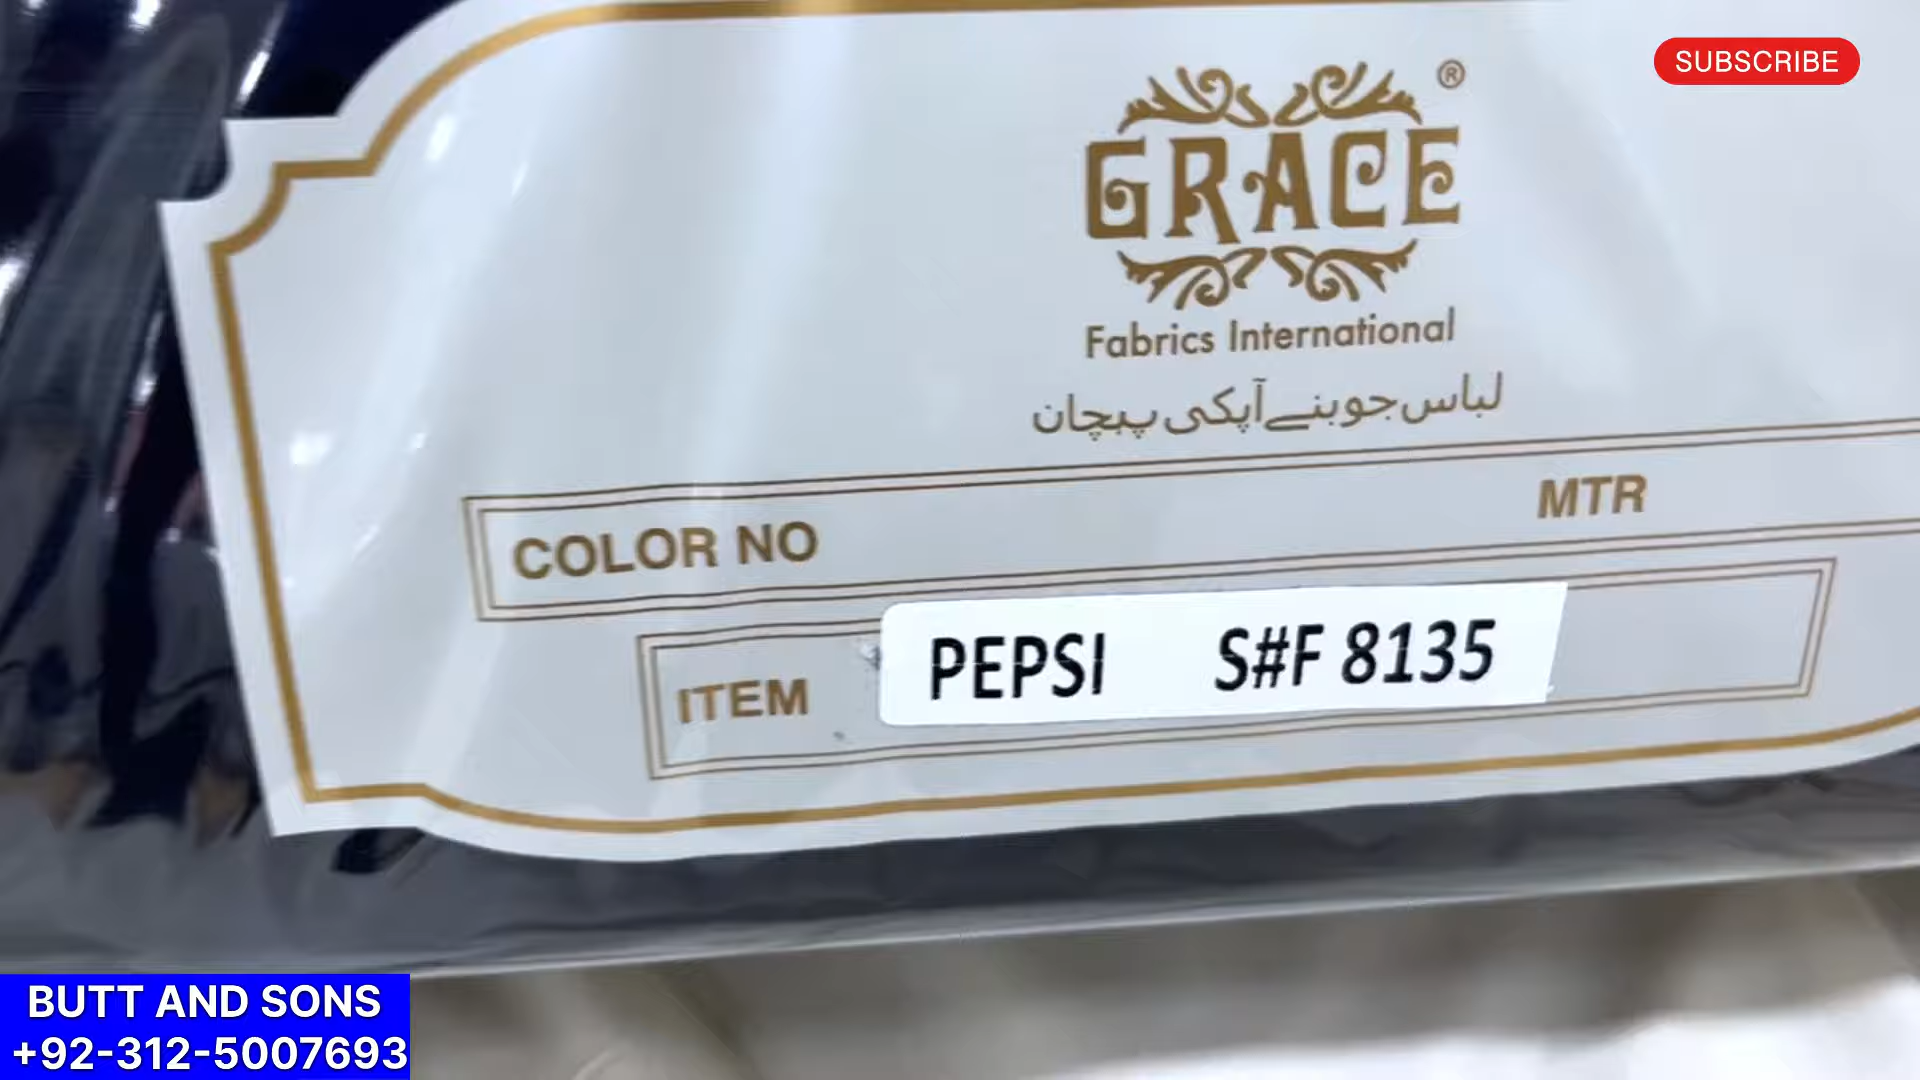 SUBSCRIBE
GRACE ®
Fabrics International
لباس جو بنے آپکی پہچان
COLOR NO MTR
ITEM PEPSI S#F 8135
BUTT AND SONS
+92-312-5007693